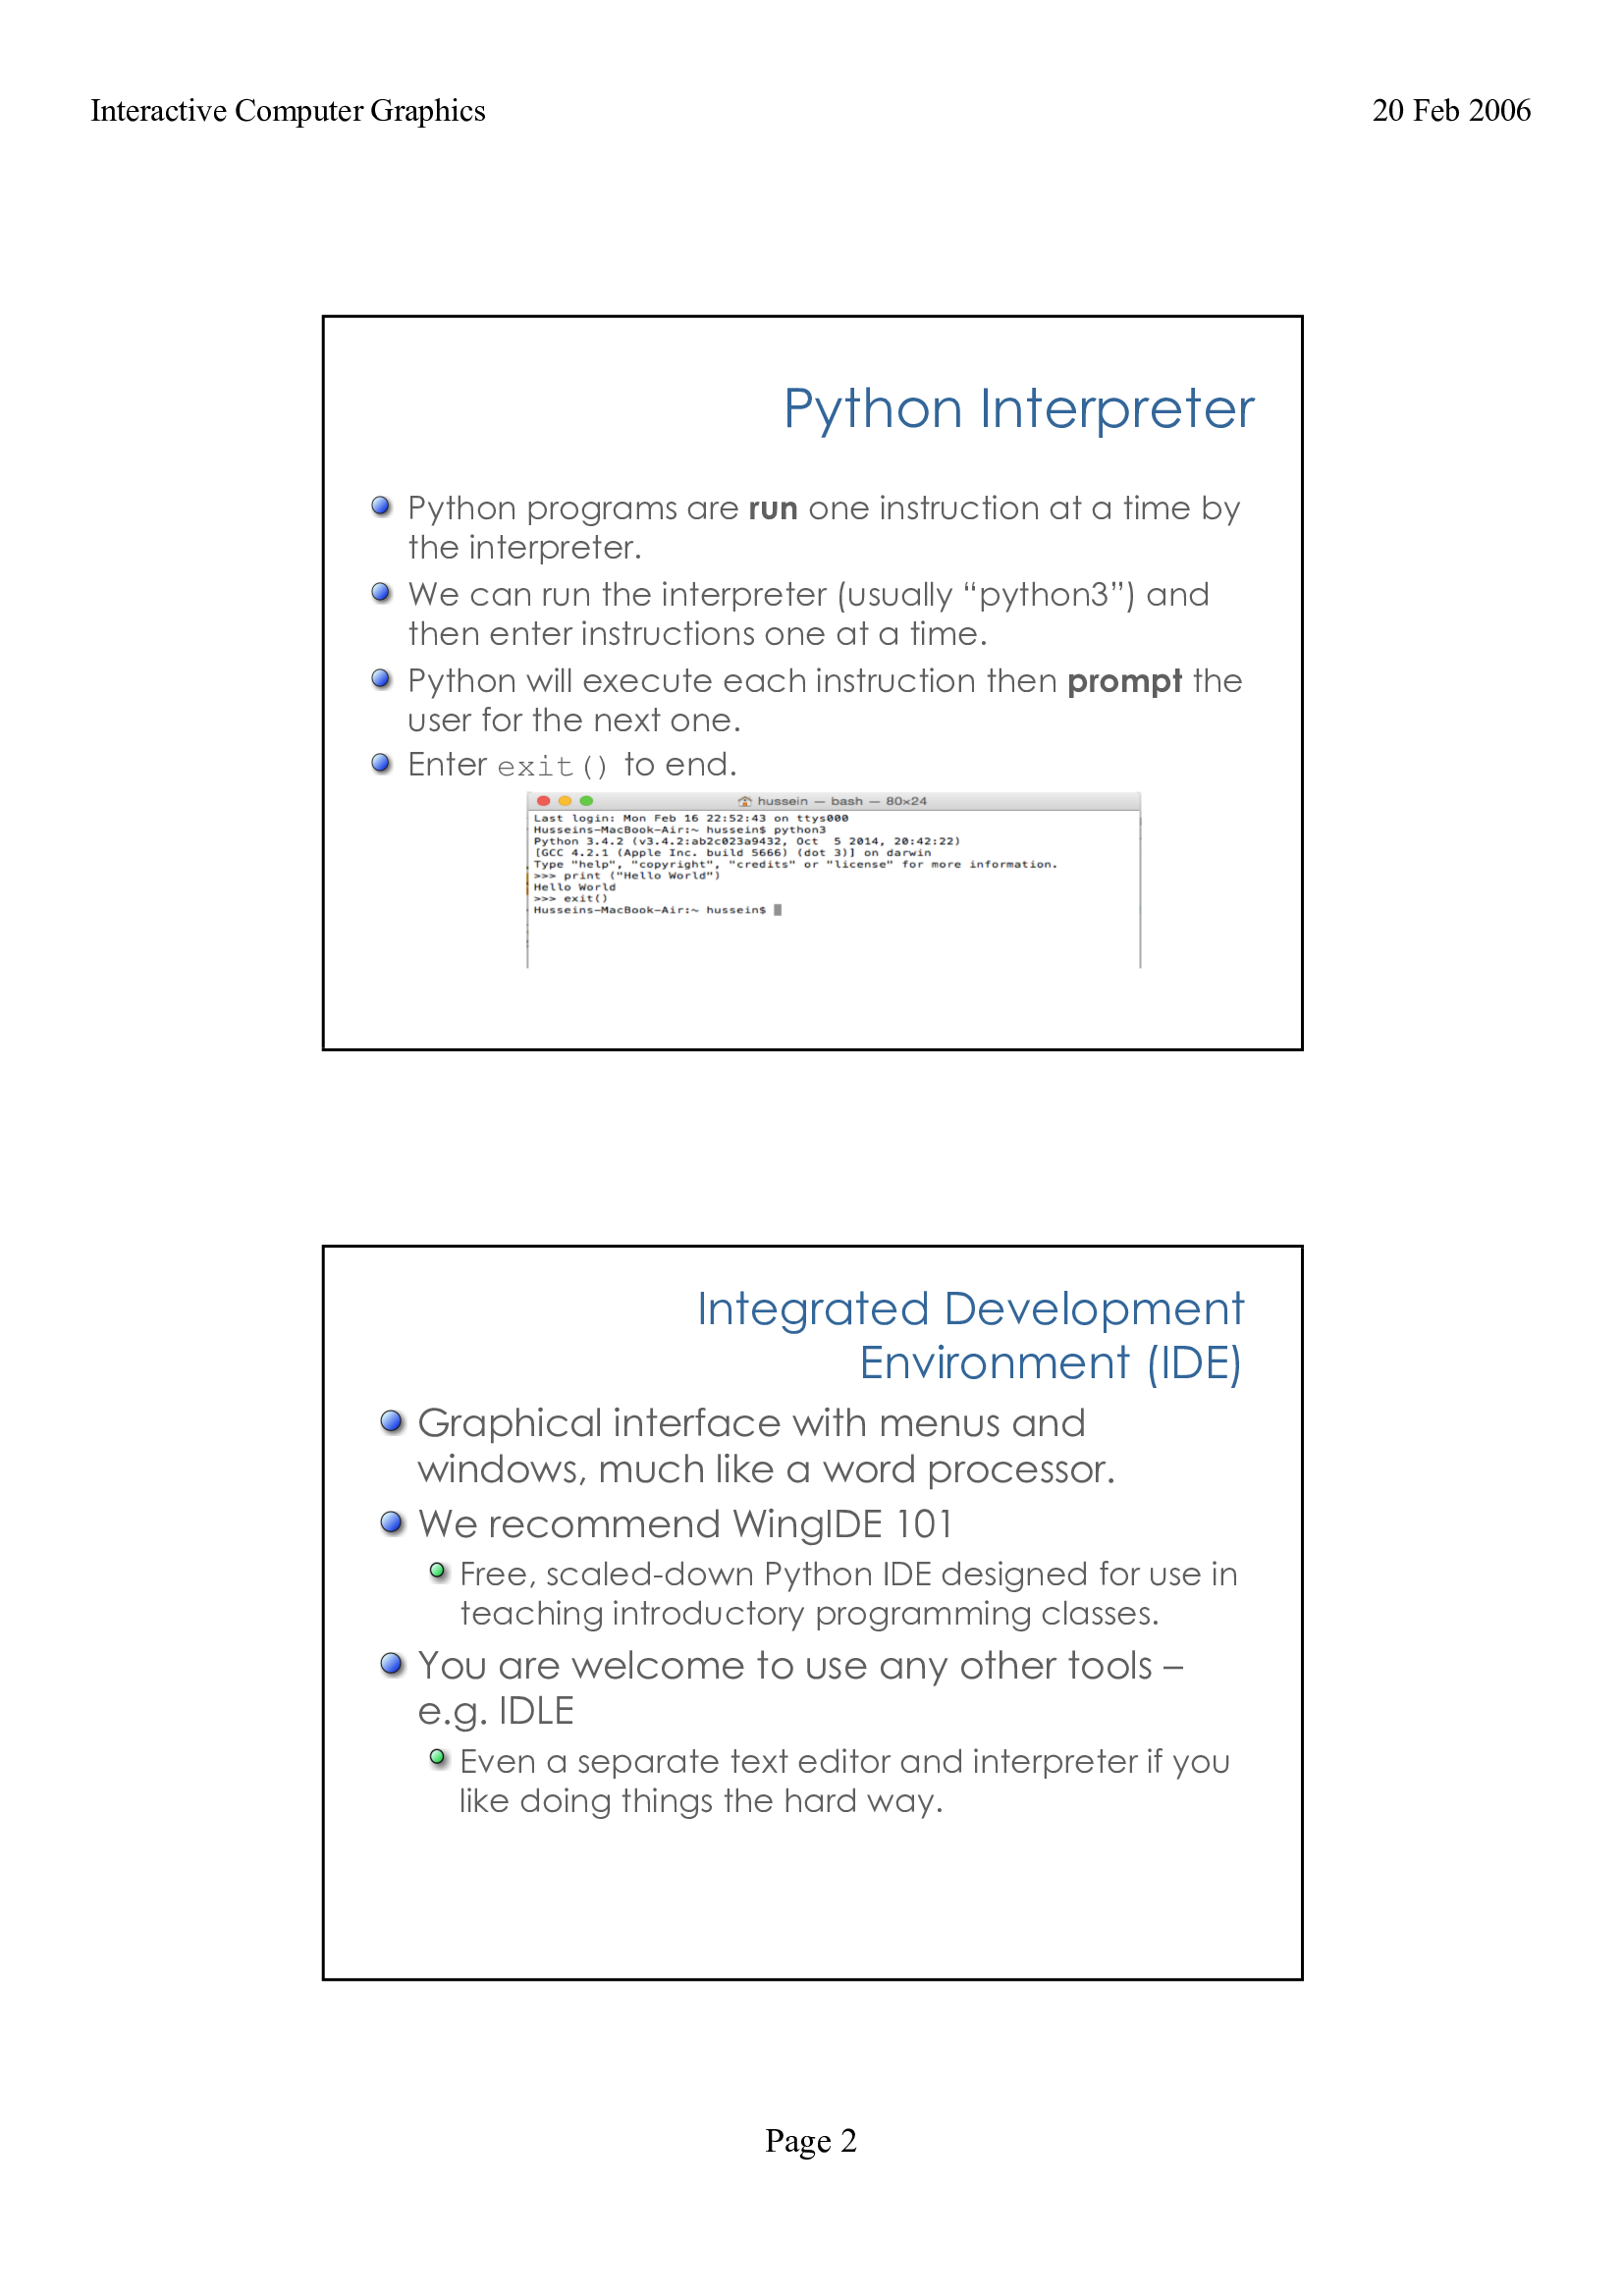 Interactive Computer Graphics 20 Feb 2006
Python Interpreter
Python programs are run one instruction at a time by
the interpreter.
We can run the interpreter (usually “python3”) and
then enter instructions one at a time.
Python will execute each instruction then prompt the
user for the next one.
Enter exit() to end.
hussein — bash — 80×24
Last login: Mon Feb 16 22:52:43 on ttys000
Husseins-MacBook-Air:~ hussein$ python3
Python 3.4.2 (v3.4.2:ab2c023a9432, Oct  5 2014, 20:42:22)
[GCC 4.2.1 (Apple Inc. build 5666) (dot 3)] on darwin
Type "help", "copyright", "credits" or "license" for more information.
>>> print ("Hello World")
Hello World
>>> exit()
Husseins-MacBook-Air:~ hussein$
Integrated Development
Environment (IDE)
Graphical interface with menus and
windows, much like a word processor.
We recommend WingIDE 101
Free, scaled-down Python IDE designed for use in
teaching introductory programming classes.
You are welcome to use any other tools –
e.g. IDLE
Even a separate text editor and interpreter if you
like doing things the hard way.
Page 2